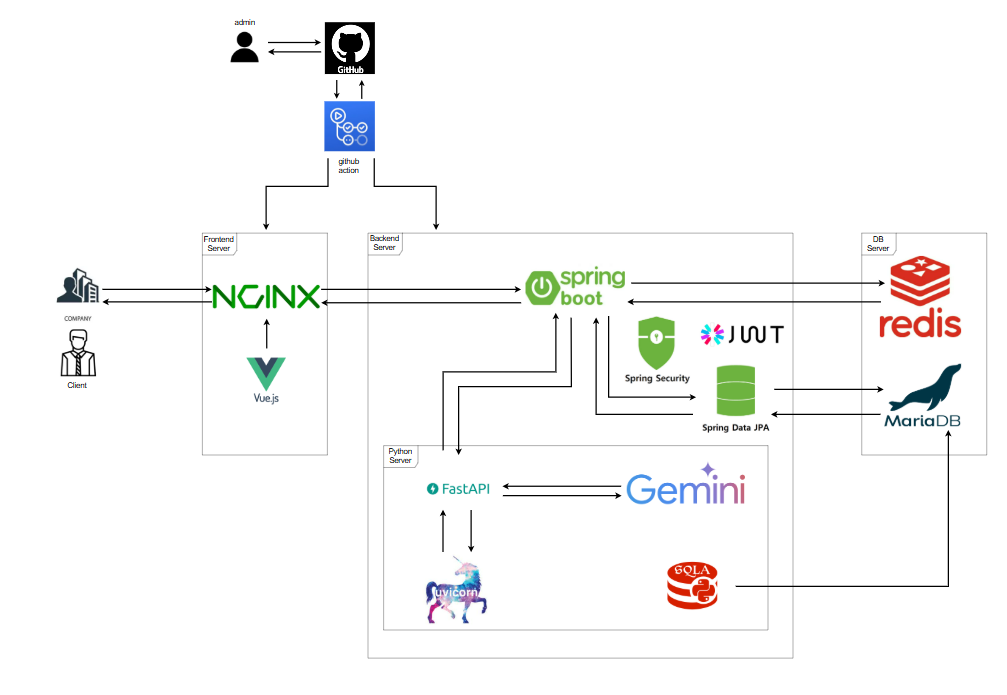 admin
GitHub
github
action
Frontend
Server
Backend
Server
DB
Server
COMPANY
Client
NGINX
Vue.js
spring
boot
Spring Security
JWT
Spring Data JPA
redis
MariaDB
Python
Server
FastAPI
Gemini
uvicorn
SQLA